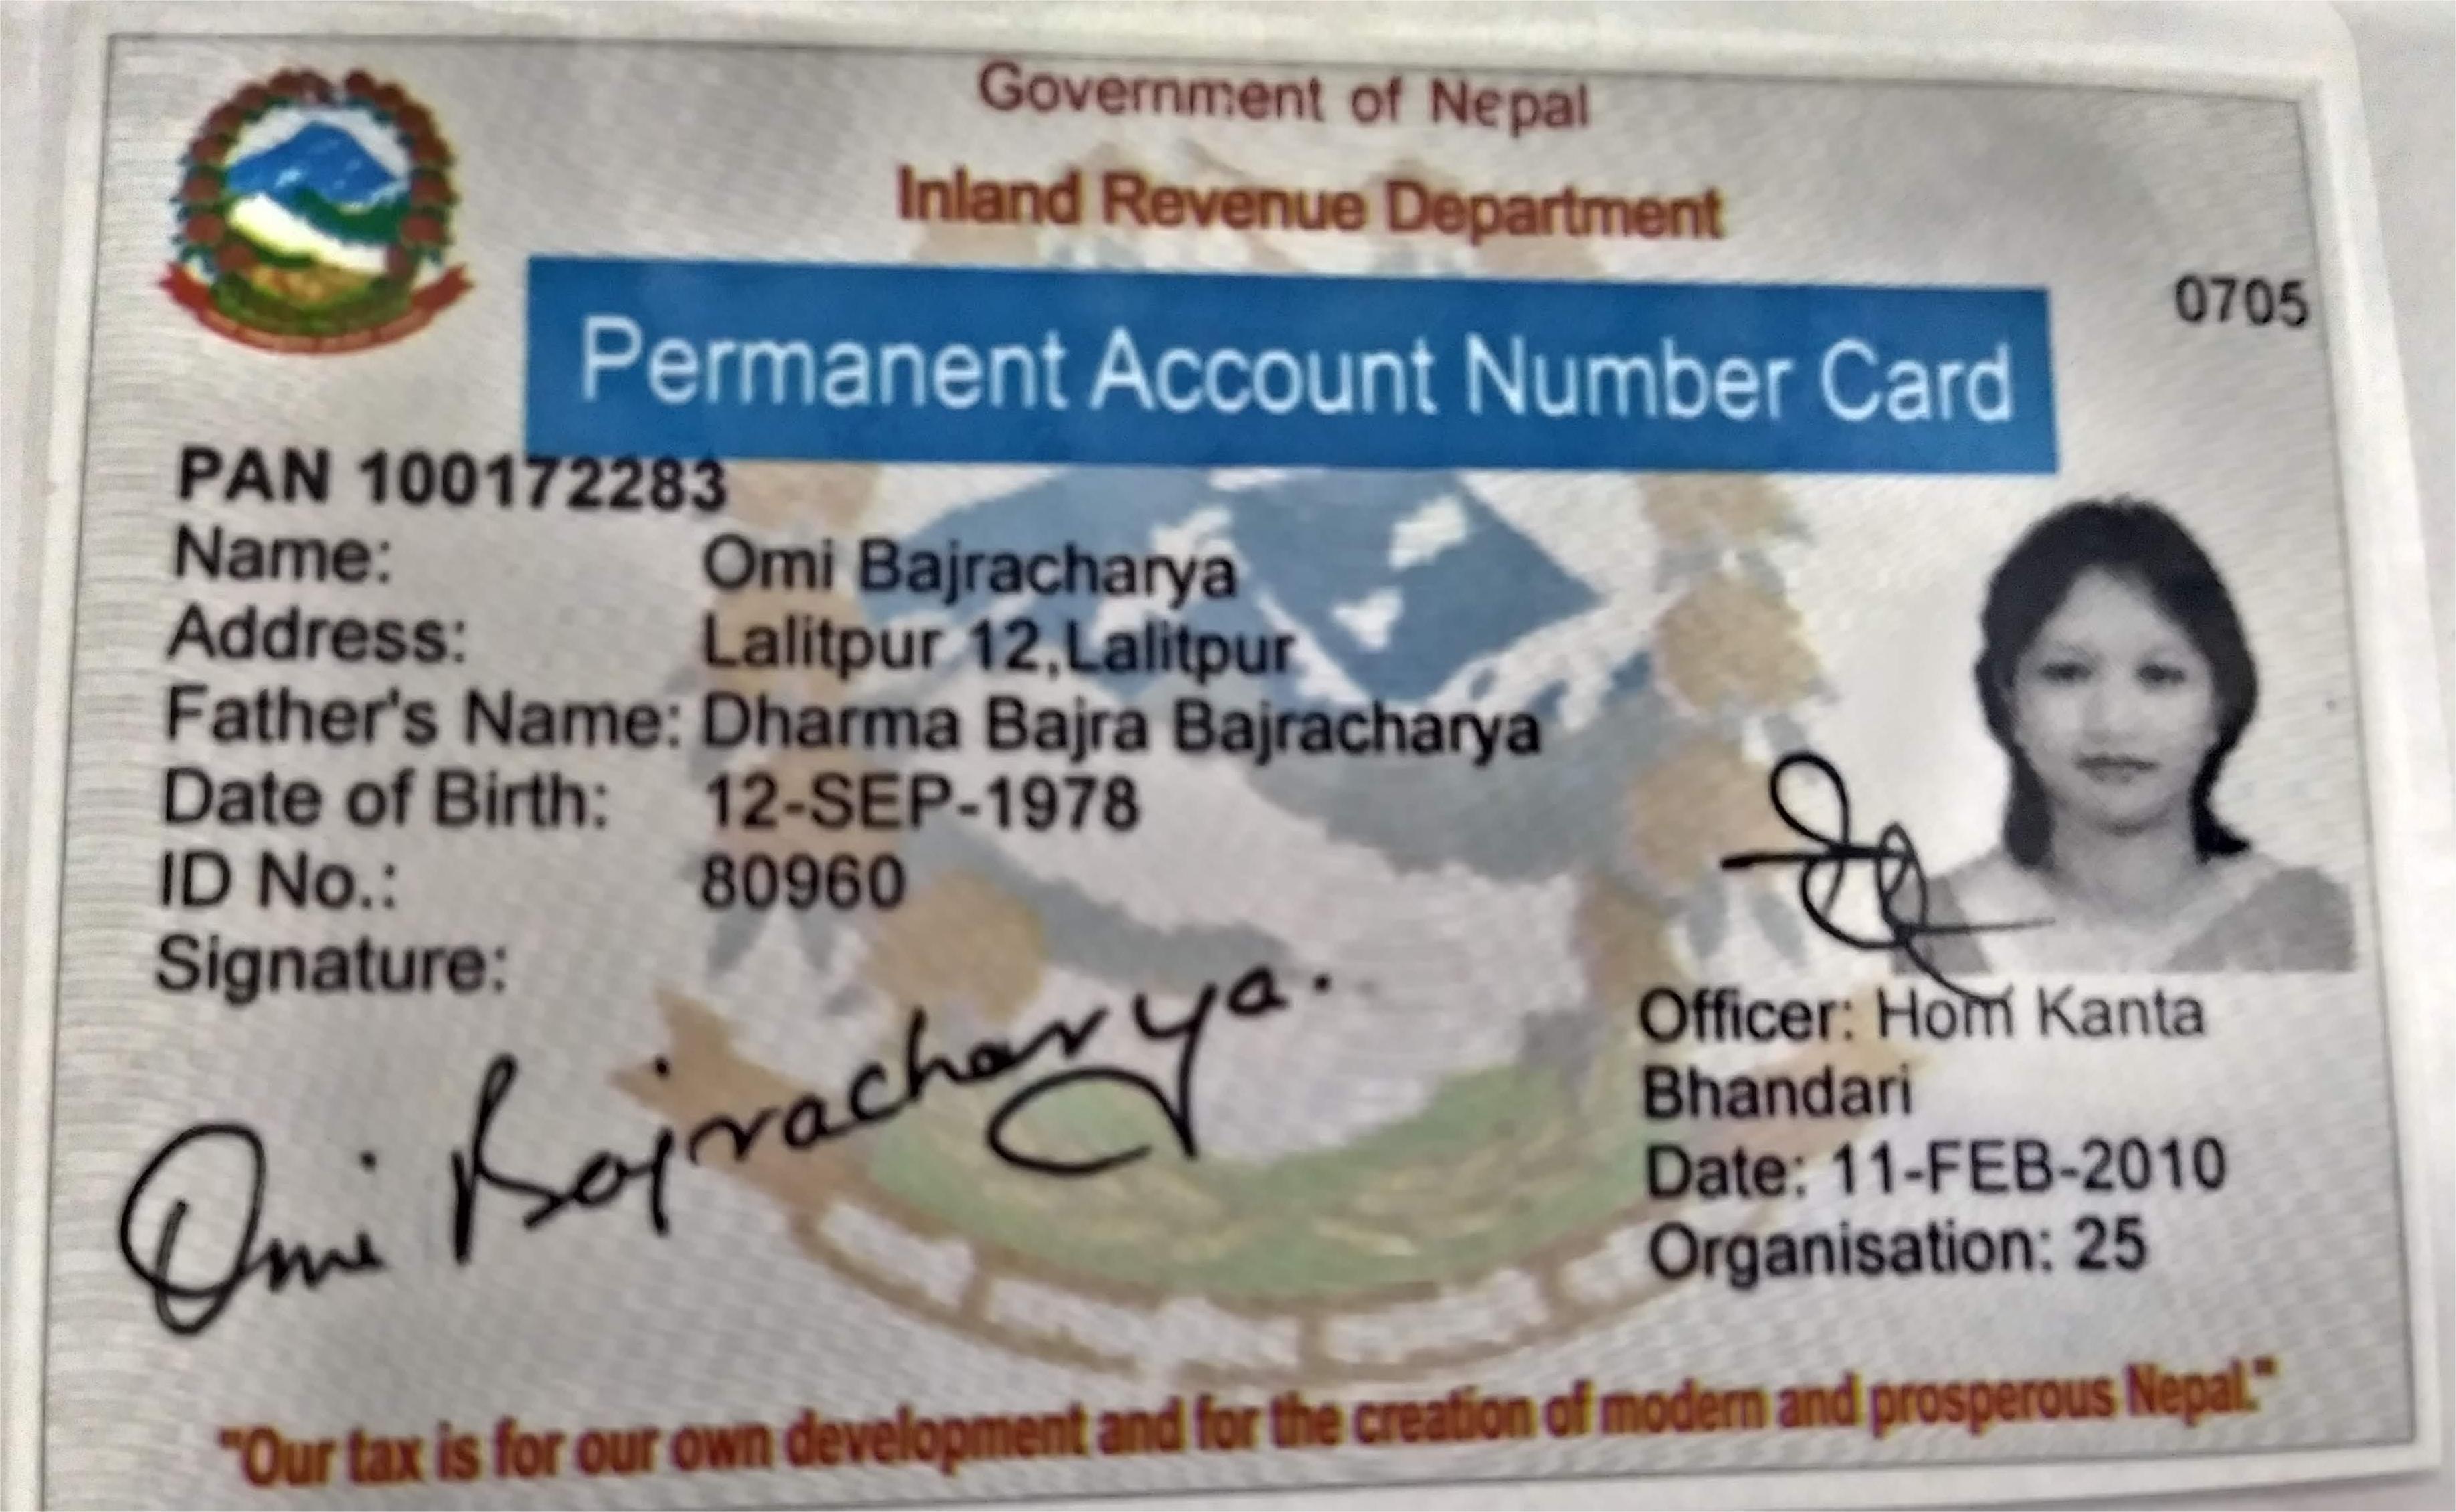 Government of Nepal
Inland Revenue Department
0705
Permanent Account Number Card
PAN 100172283
Name: Omi Bajracharya
Address: Lalitpur 12,Lalitpur
Father's Name: Dharma Bajra Bajracharya
Date of Birth: 12-SEP-1978
ID No.: 80960
Signature:
Omi Bajracharya.
Officer: Hom Kanta
Bhandari
Date: 11-FEB-2010
Organisation: 25
"Our tax is for our own development and for the creation of modern and prosperous Nepal."